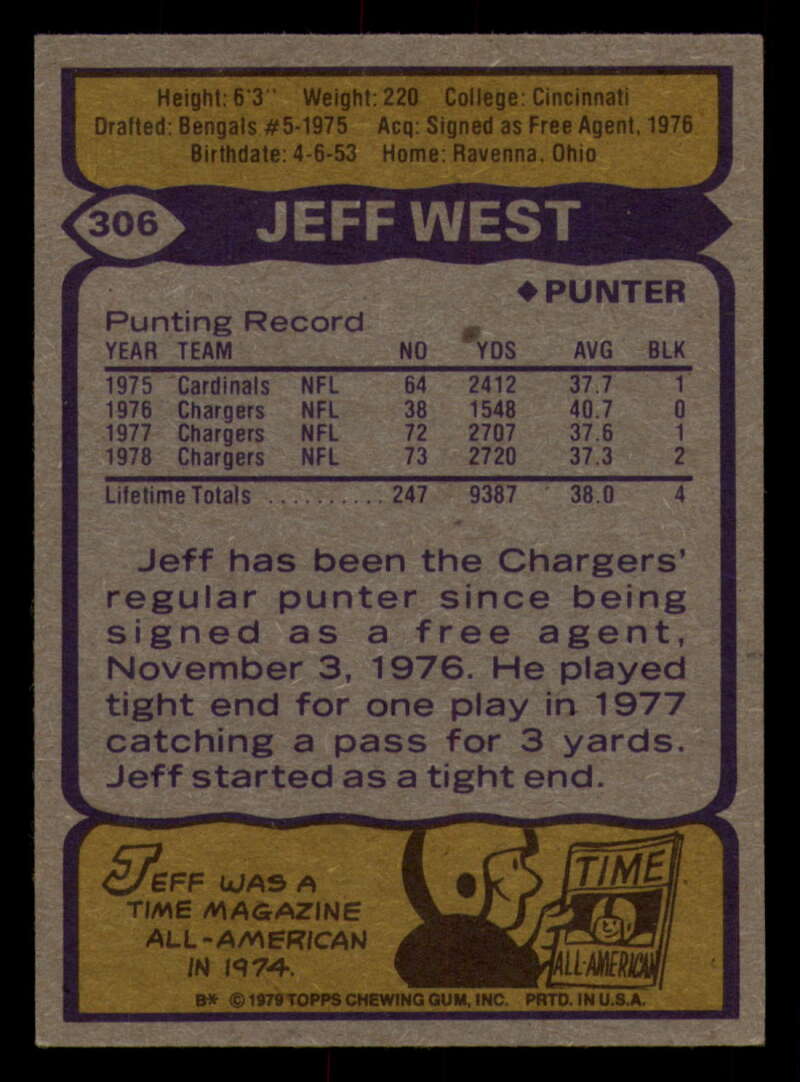 Height: 6'3" Weight: 220 College: Cincinnati
Drafted: Bengals #5-1975 Acq: Signed as Free Agent, 1976
Birthdate: 4-6-53 Home: Ravenna, Ohio
306 JEFF WEST
♦ PUNTER
Punting Record
YEAR TEAM NO YDS AVG BLK
1975 Cardinals NFL 64 2412 37.7 1
1976 Chargers NFL 38 1548 40.7 0
1977 Chargers NFL 72 2707 37.6 1
1978 Chargers NFL 73 2720 37.3 2
Lifetime Totals .......... 247 9387 38.0 4
Jeff has been the Chargers'
regular punter since being
signed as a free agent,
November 3, 1976. He played
tight end for one play in 1977
catching a pass for 3 yards.
Jeff started as a tight end.
JEFF WAS A
TIME MAGAZINE
ALL-AMERICAN
IN 1974.
TIME
ALL-AMERICAN
B* © 1979 TOPPS CHEWING GUM, INC. PRTD. IN U.S.A.